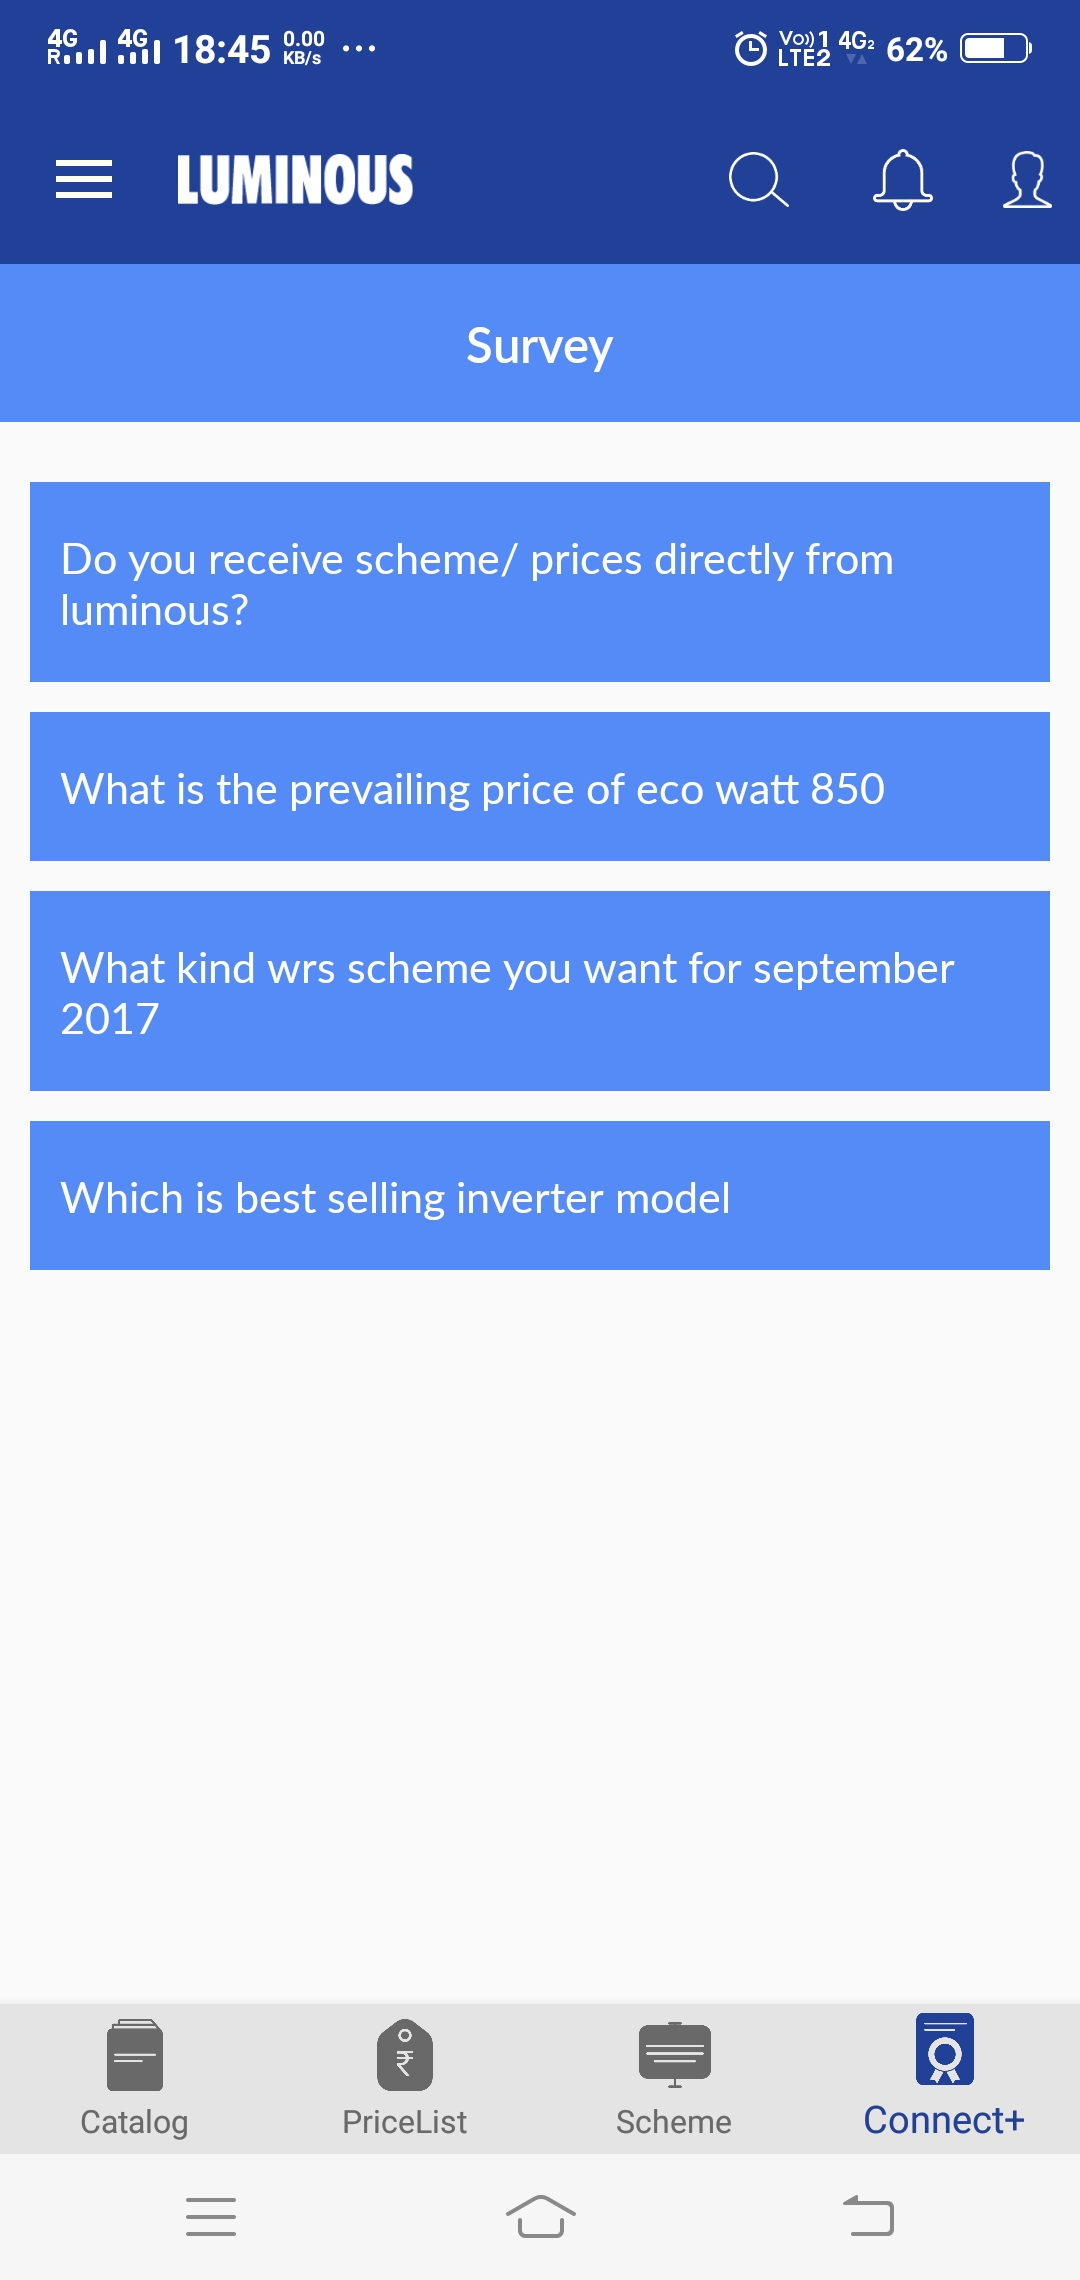 4G R 4G 18:45 0.00 KB/s ... Vo)) 1 LTE2 4G2 62%
LUMINOUS
Survey
Do you receive scheme/ prices directly from
luminous?
What is the prevailing price of eco watt 850
What kind wrs scheme you want for september
2017
Which is best selling inverter model
₹
Catalog PriceList Scheme Connect+